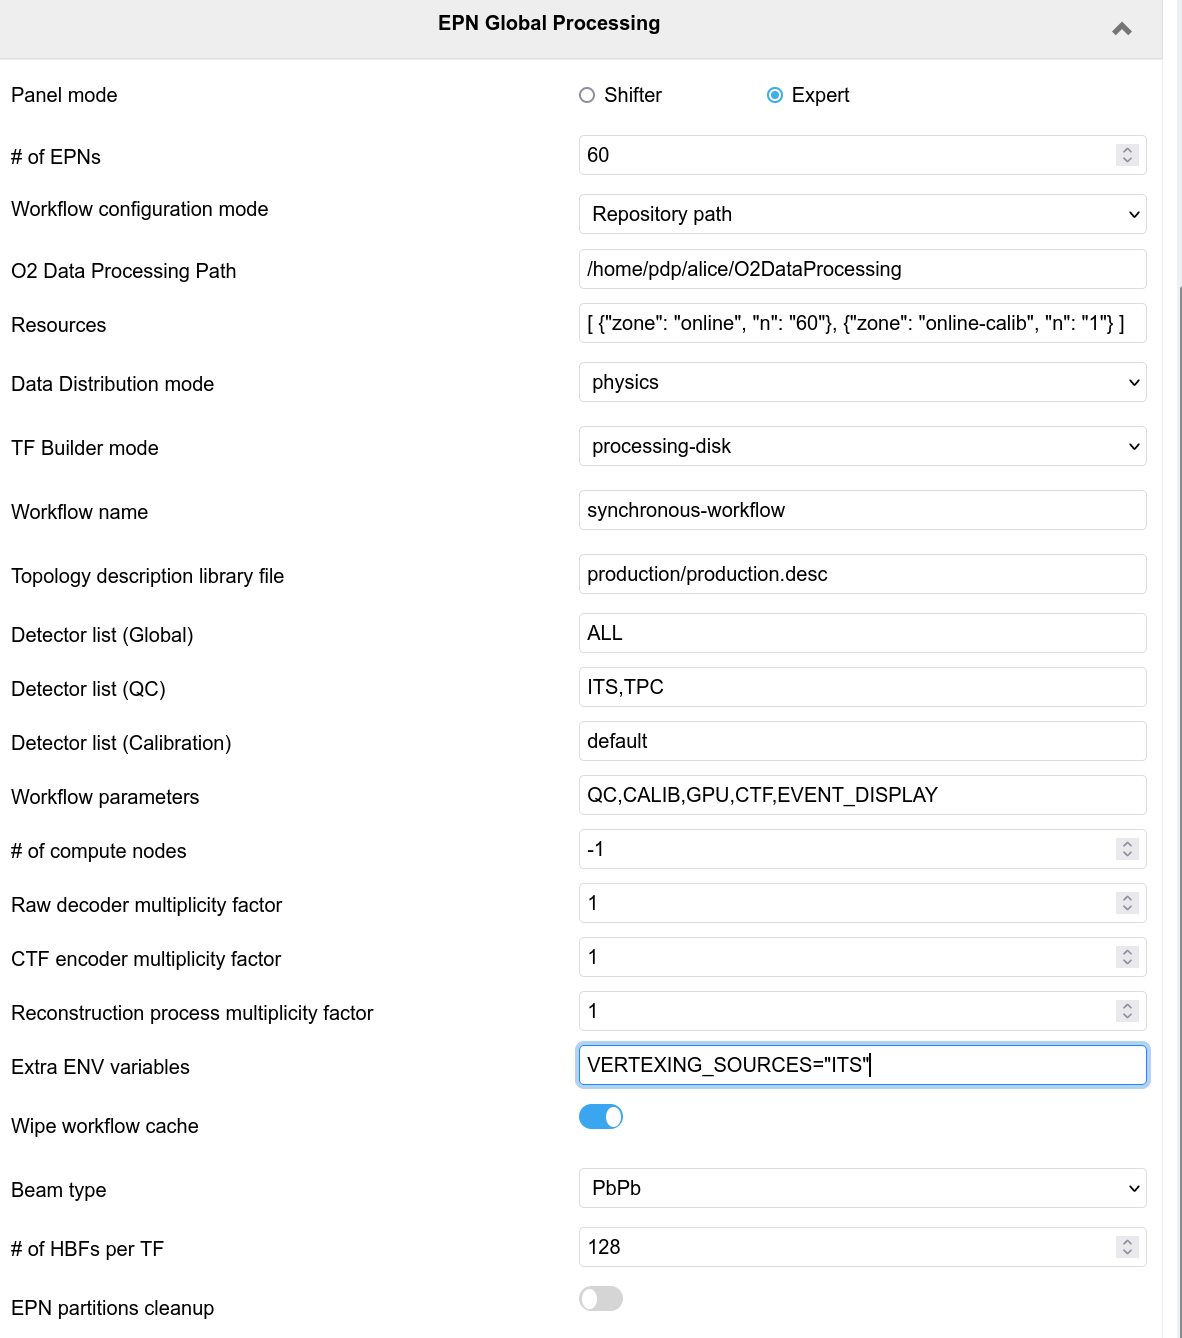 EPN Global Processing
Panel mode Shifter Expert
# of EPNs 60
Workflow configuration mode Repository path
O2 Data Processing Path /home/pdp/alice/O2DataProcessing
Resources [ {"zone": "online", "n": "60"}, {"zone": "online-calib", "n": "1"} ]
Data Distribution mode physics
TF Builder mode processing-disk
Workflow name synchronous-workflow
Topology description library file production/production.desc
Detector list (Global) ALL
Detector list (QC) ITS,TPC
Detector list (Calibration) default
Workflow parameters QC,CALIB,GPU,CTF,EVENT_DISPLAY
# of compute nodes -1
Raw decoder multiplicity factor 1
CTF encoder multiplicity factor 1
Reconstruction process multiplicity factor 1
Extra ENV variables VERTEXING_SOURCES="ITS"
Wipe workflow cache
Beam type PbPb
# of HBFs per TF 128
EPN partitions cleanup